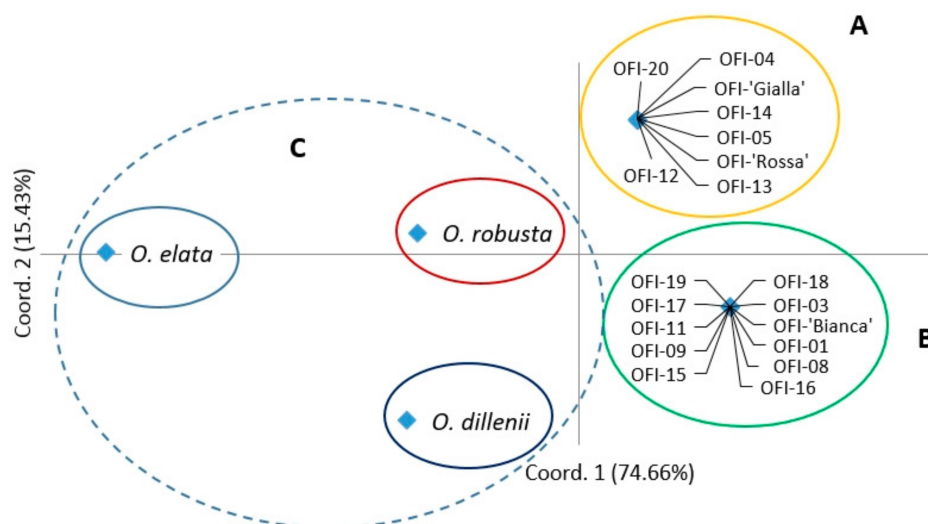 A
OFI-20
OFI-04
OFI-'Gialla'
OFI-14
OFI-05
OFI-'Rossa'
OFI-12
OFI-13
C
O. elata
O. robusta
Coord. 2 (15.43%)
OFI-19
OFI-18
OFI-17
OFI-03
OFI-11
OFI-'Bianca'
OFI-09
OFI-01
OFI-15
OFI-08
OFI-16
B
O. dillenii
Coord. 1 (74.66%)